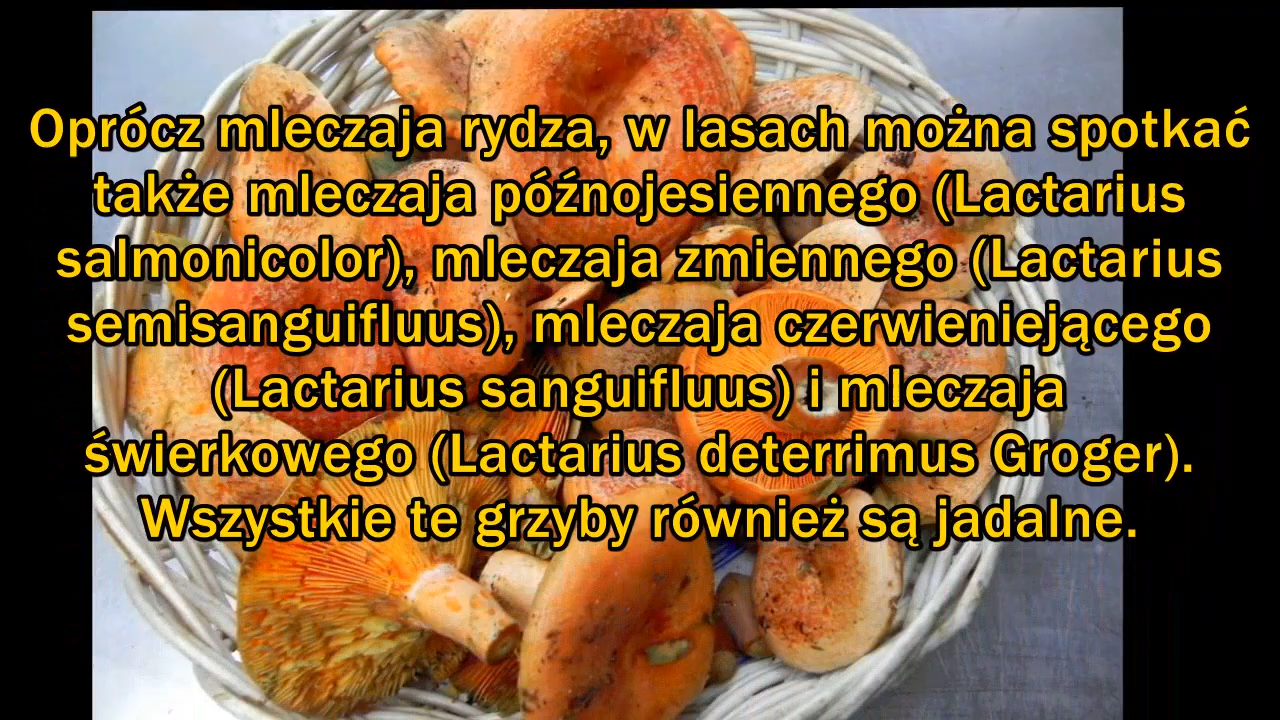 Oprócz mleczaja rydza, w lasach można spotkać
także mleczaja późnojesiennego (Lactarius
salmonicolor), mleczaja zmiennego (Lactarius
semisanguifluus), mleczaja czerwieniejącego
(Lactarius sanguifluus) i mleczaja
świerkowego (Lactarius deterrimus Groger).
Wszystkie te grzyby również są jadalne.